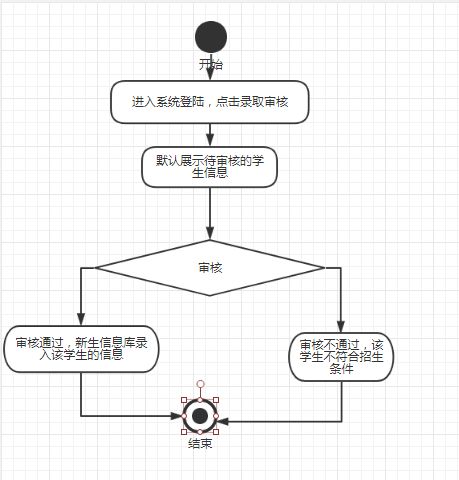 开始
进入系统登陆，点击录取审核
默认展示待审核的学
生信息
审核
审核通过，新生信息库录
入该学生的信息
审核不通过，该
学生不符合招生
条件
结束